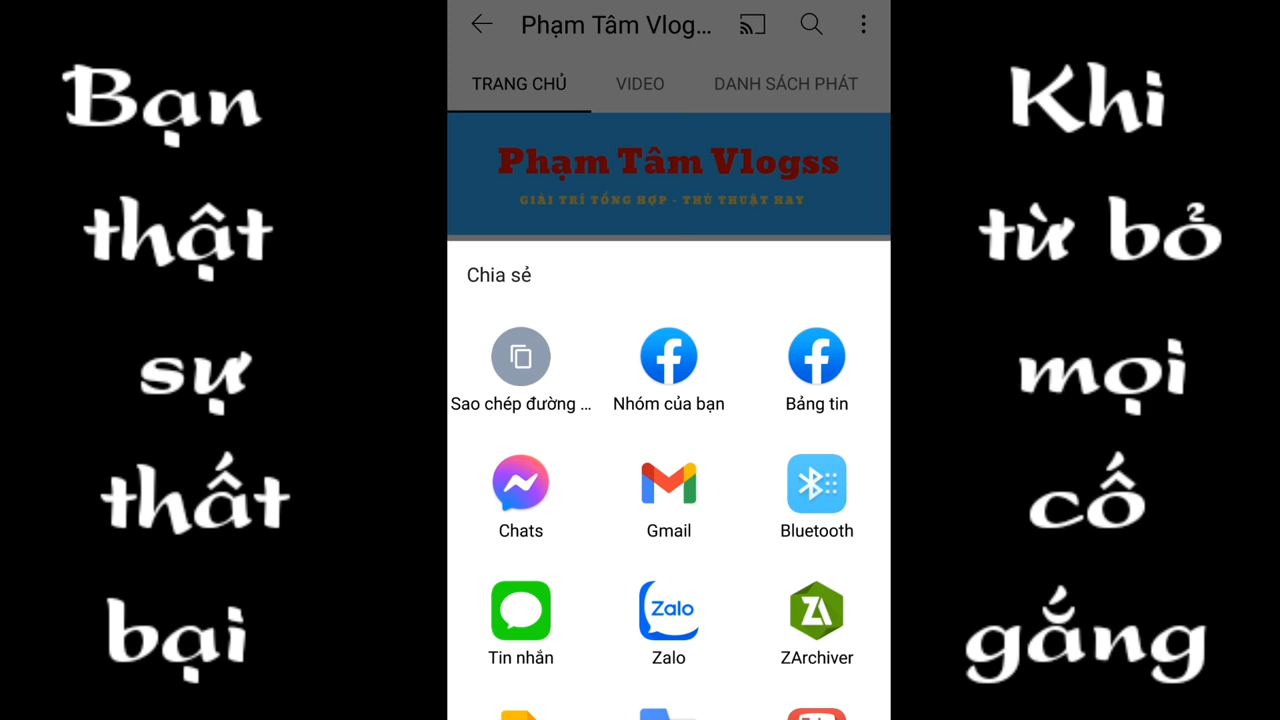 Bạn
thật
sự
thất
bại
Phạm Tâm Vlog...
TRANG CHỦ VIDEO DANH SÁCH PHÁT
Phạm Tâm Vlogss
GIẢI TRÍ TỔNG HỢP - THỦ THUẬT HAY
Chia sẻ
Sao chép đường ... Nhóm của bạn Bảng tin
Chats Gmail Bluetooth
Zalo ZA
Tin nhắn Zalo ZArchiver
Khi
từ bỏ
mọi
cố
gắng